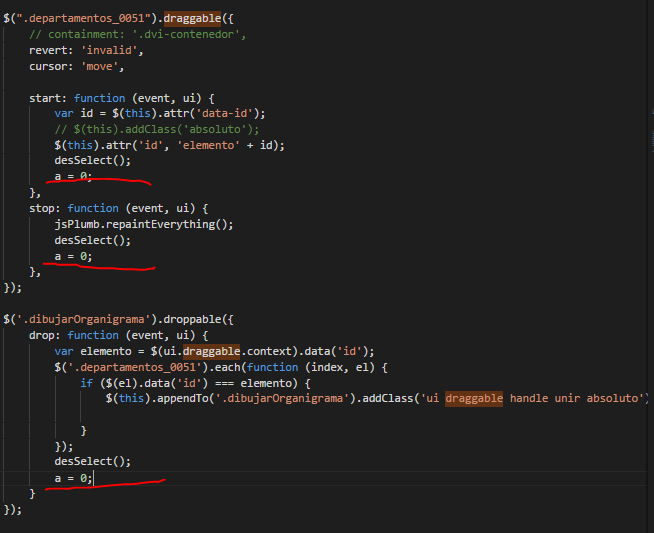 $(".departamentos_0051").draggable({
    // containment: '.dvi-contenedor',
    revert: 'invalid',
    cursor: 'move',

    start: function (event, ui) {
        var id = $(this).attr('data-id');
        // $(this).addClass('absoluto');
        $(this).attr('id', 'elemento' + id);
        desSelect();
        a = 0;
    },
    stop: function (event, ui) {
        jsPlumb.repaintEverything();
        desSelect();
        a = 0;
    },
});

$('.dibujarOrganigrama').droppable({
    drop: function (event, ui) {
        var elemento = $(ui.draggable.context).data('id');
        $('.departamentos_0051').each(function (index, el) {
            if ($(el).data('id') === elemento) {
                $(this).appendTo('.dibujarOrganigrama').addClass('ui draggable handle unir absoluto')

            }
        });
        desSelect();
        a = 0;
    }
});